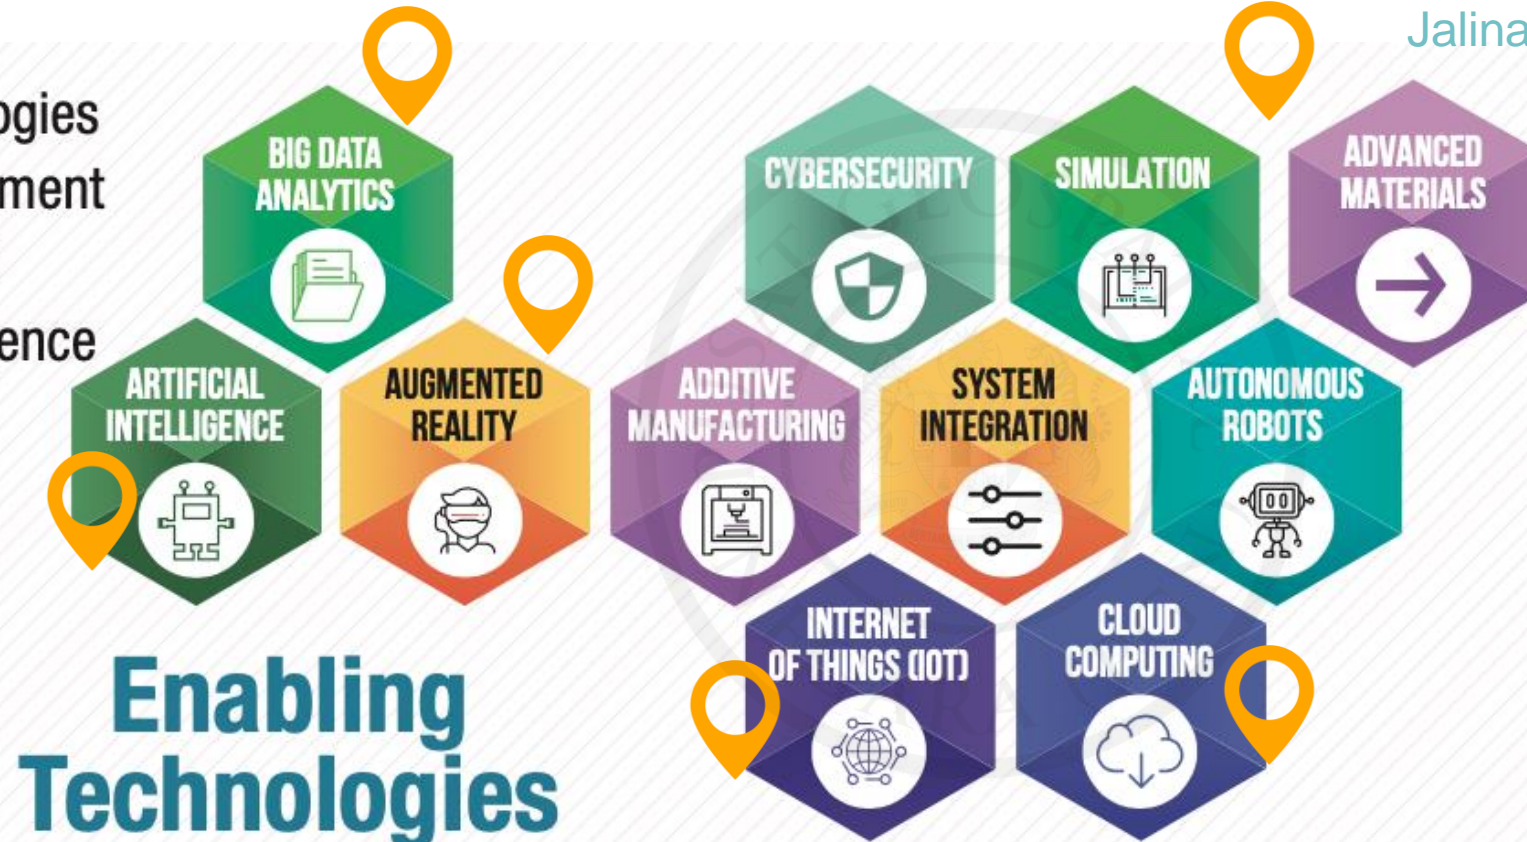 Jalina
ogies
ment
ence
BIG DATA
ANALYTICS
CYBERSECURITY
SIMULATION
ADVANCED
MATERIALS
ARTIFICIAL
INTELLIGENCE
AUGMENTED
REALITY
ADDITIVE
MANUFACTURING
SYSTEM
INTEGRATION
AUTONOMOUS
ROBOTS
INTERNET
OF THINGS (IOT)
CLOUD
COMPUTING
Enabling
Technologies